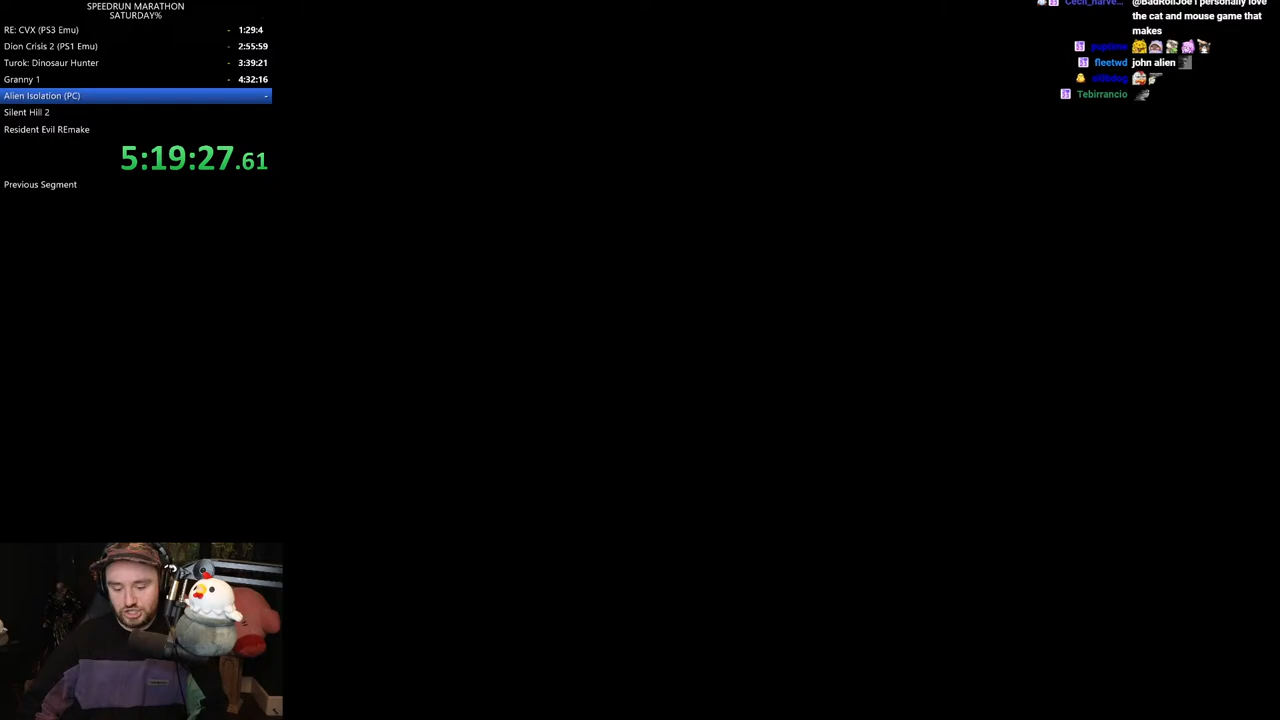 SPEEDRUN MARATHON
SATURDAY%
RE: CVX (PS3 Emu) - 1:29:4
Dion Crisis 2 (PS1 Emu) - 2:55:59
Turok: Dinosaur Hunter - 3:39:21
Granny 1 - 4:32:16
Alien Isolation (PC) -
Silent Hill 2
Resident Evil REmake
5:19:27.61
Previous Segment
@BadRollJoe I personally love
the cat and mouse game that
makes
fleetwd john alien
Tebirrancio